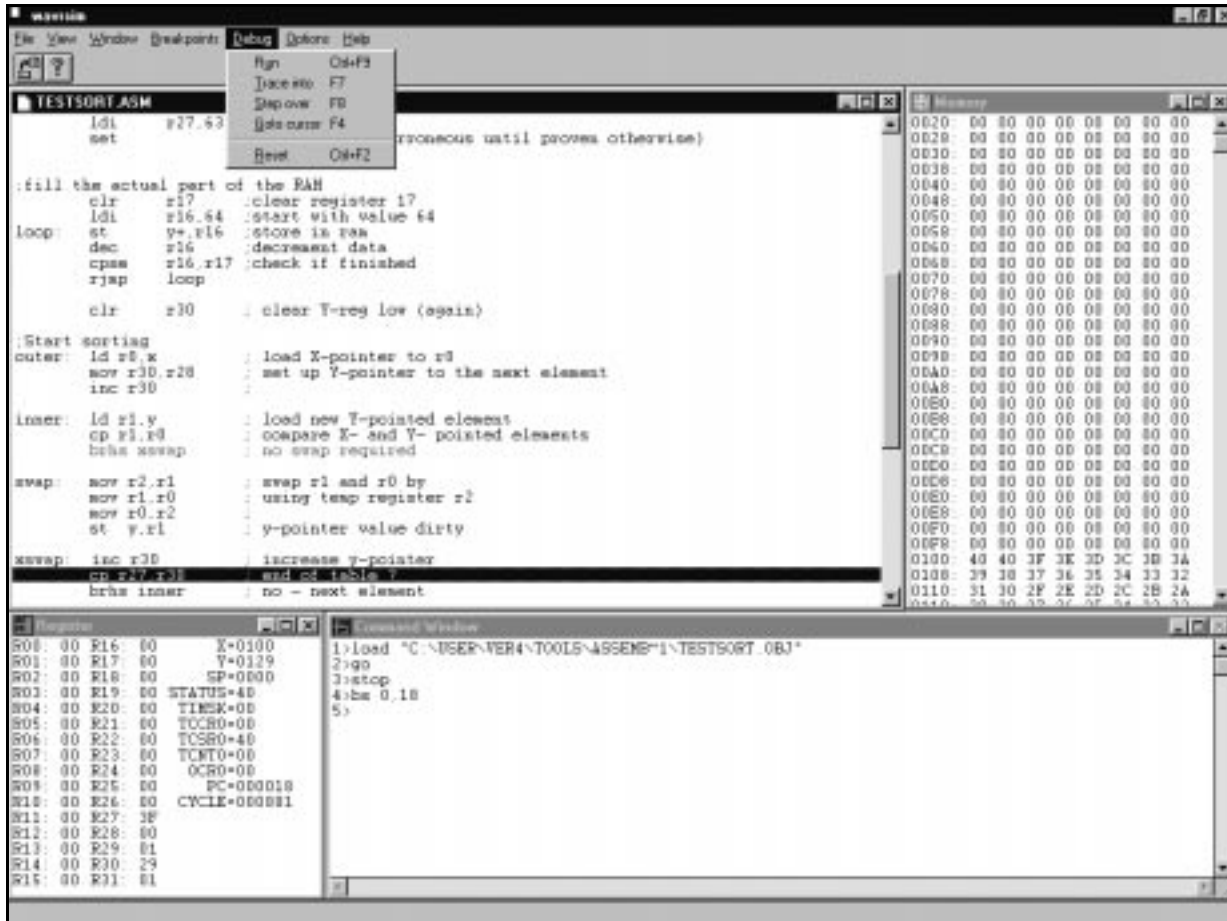 wavrsim
File View Window Breakpoints Debug Options Help
Run Ctrl+F9
Trace into F7
Step over F8
Goto cursor F4
Reset Ctrl+F2
TESTSORT.ASM
ldi r27,63
set rroneous until proven otherwise)
;fill the actual part of the RAM
clr r17 ;clear register 17
ldi r16,64 ;start with value 64
loop: st y+,r16 ;store in ram
dec r16 ;decrement data
cpse r16,r17 ;check if finished
rjmp loop
clr r30 ; clear Y-reg low (again)
;Start sorting
outer: ld r0,x ; load X-pointer to r0
mov r30,r28 ; set up Y-pointer to the next element
inc r30 ;
inner: ld r1,y ; load new Y-pointed element
cp r1,r0 ; compare X- and Y- pointed elements
brhs xswap ; no swap required
swap: mov r2,r1 ; swap r1 and r0 by
mov r1,r0 ; using temp register r2
mov r0,r2 ;
st y,r1 ; y-pointer value dirty
xswap: inc r30 ; increase y-pointer
cp r27,r30 ; end of table ?
brhs inner ; no - next element
Memory
0020: 00 00 00 00 00 00 00 00
0028: 00 00 00 00 00 00 00 00
0030: 00 00 00 00 00 00 00 00
0038: 00 00 00 00 00 00 00 00
0040: 00 00 00 00 00 00 00 00
0048: 00 00 00 00 00 00 00 00
0050: 00 00 00 00 00 00 00 00
0058: 00 00 00 00 00 00 00 00
0060: 00 00 00 00 00 00 00 00
0068: 00 00 00 00 00 00 00 00
0070: 00 00 00 00 00 00 00 00
0078: 00 00 00 00 00 00 00 00
0080: 00 00 00 00 00 00 00 00
0088: 00 00 00 00 00 00 00 00
0090: 00 00 00 00 00 00 00 00
0098: 00 00 00 00 00 00 00 00
00A0: 00 00 00 00 00 00 00 00
00A8: 00 00 00 00 00 00 00 00
00B0: 00 00 00 00 00 00 00 00
00B8: 00 00 00 00 00 00 00 00
00C0: 00 00 00 00 00 00 00 00
00C8: 00 00 00 00 00 00 00 00
00D0: 00 00 00 00 00 00 00 00
00D8: 00 00 00 00 00 00 00 00
00E0: 00 00 00 00 00 00 00 00
00E8: 00 00 00 00 00 00 00 00
00F0: 00 00 00 00 00 00 00 00
00F8: 00 00 00 00 00 00 00 00
0100: 40 40 3F 3E 3D 3C 3B 3A
0108: 39 38 37 36 35 34 33 32
0110: 31 30 2F 2E 2D 2C 2B 2A
Register
R00: 00 R16: 00 X=0100
R01: 00 R17: 00 Y=0129
R02: 00 R18: 00 SP=0000
R03: 00 R19: 00 STATUS=40
R04: 00 R20: 00 TIMSK=00
R05: 00 R21: 00 TCCR0=00
R06: 00 R22: 00 TCSR0=40
R07: 00 R23: 00 TCNT0=00
R08: 00 R24: 00 OCR0=00
R09: 00 R25: 00 PC=000018
R10: 00 R26: 00 CYCLE=000081
R11: 00 R27: 3F
R12: 00 R28: 00
R13: 00 R29: 01
R14: 00 R30: 29
R15: 00 R31: 01
Command Window
1>load "C:\USER\VER4\TOOLS\ASSEMB~1\TESTSORT.OBJ"
2>go
3>stop
4>bm 0,18
5>